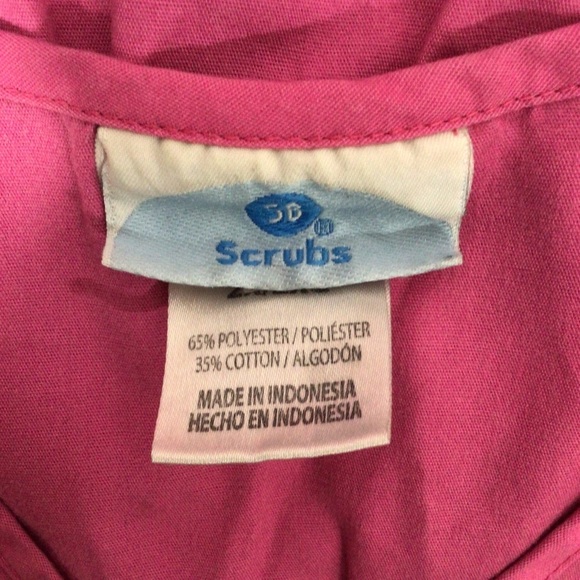 SB
Scrubs ®
65% POLYESTER / POLIÉSTER
35% COTTON / ALGODÓN
MADE IN INDONESIA
HECHO EN INDONESIA